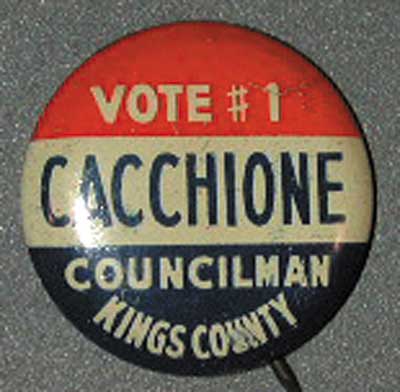 VOTE #1
CACCHIONE
COUNCILMAN
KINGS COUNTY